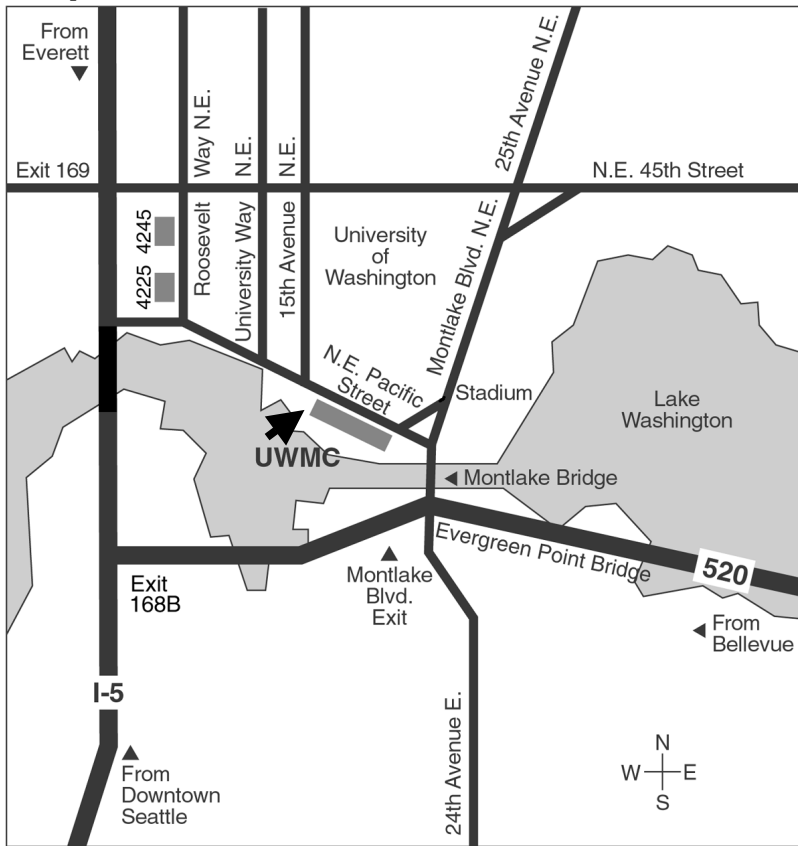 From
Everett
Exit 169
Roosevelt Way N.E.
University Way N.E.
15th Avenue N.E.
25th Avenue N.E.
N.E. 45th Street
4245
4225
University
of
Washington
Montlake Blvd. N.E.
N.E. Pacific
Street
Stadium
Lake
Washington
UWMC
Montlake Bridge
Evergreen Point Bridge
520
Exit
168B
Montlake
Blvd.
Exit
From
Bellevue
I-5
24th Avenue E.
From
Downtown
Seattle
N
W
E
S